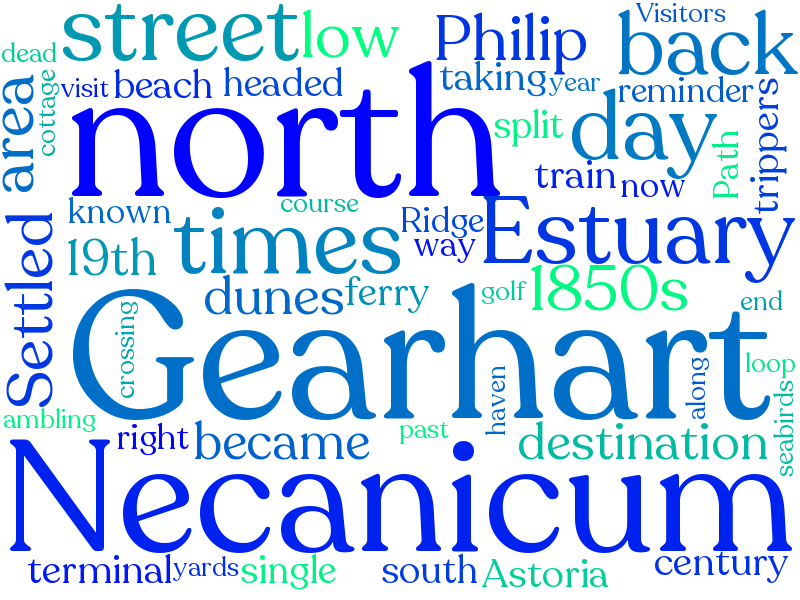 Visitors
street
low
Philip
back
dead
cottage
visit
beach
headed
taking
year
reminder
area
north
split
day
Path
trippers
train
now
known
course
Ridge
way
Estuary
Settled
19th
times
dunes
ferry
golf
1850s
end
crossing
Gearhart
haven
along
loop
seabirds-p
ambling
right
became
past
destination
Necanicum
terminal
yards
single
south
Astoria
century